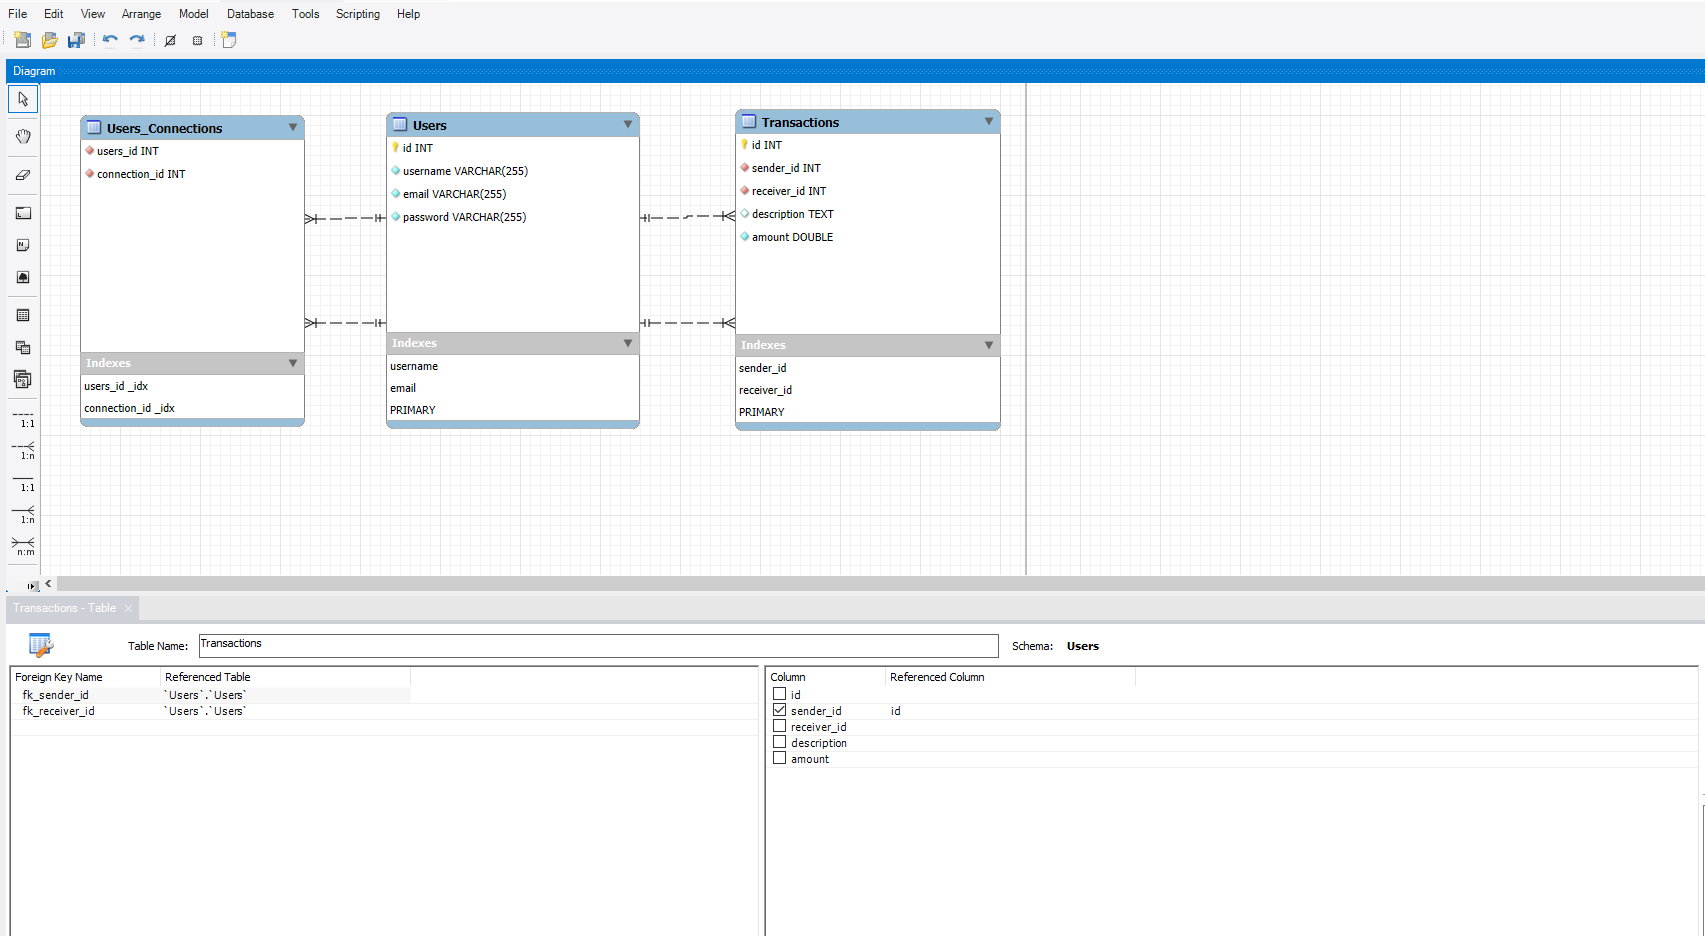 File Edit View Arrange Model Database Tools Scripting Help
Diagram
Users_Connections
users_id INT
connection_id INT
Indexes
users_id _idx
connection_id _idx
Users
id INT
username VARCHAR(255)
email VARCHAR(255)
password VARCHAR(255)
Indexes
username
email
PRIMARY
Transactions
id INT
sender_id INT
receiver_id INT
description TEXT
amount DOUBLE
Indexes
sender_id
receiver_id
PRIMARY
1:1
1:n
1:1
1:n
n:m
Transactions - Table
Table Name: Transactions Schema: Users
Foreign Key Name Referenced Table
fk_sender_id `Users`.`Users`
fk_receiver_id `Users`.`Users`
Column Referenced Column
id
sender_id id
receiver_id
description
amount